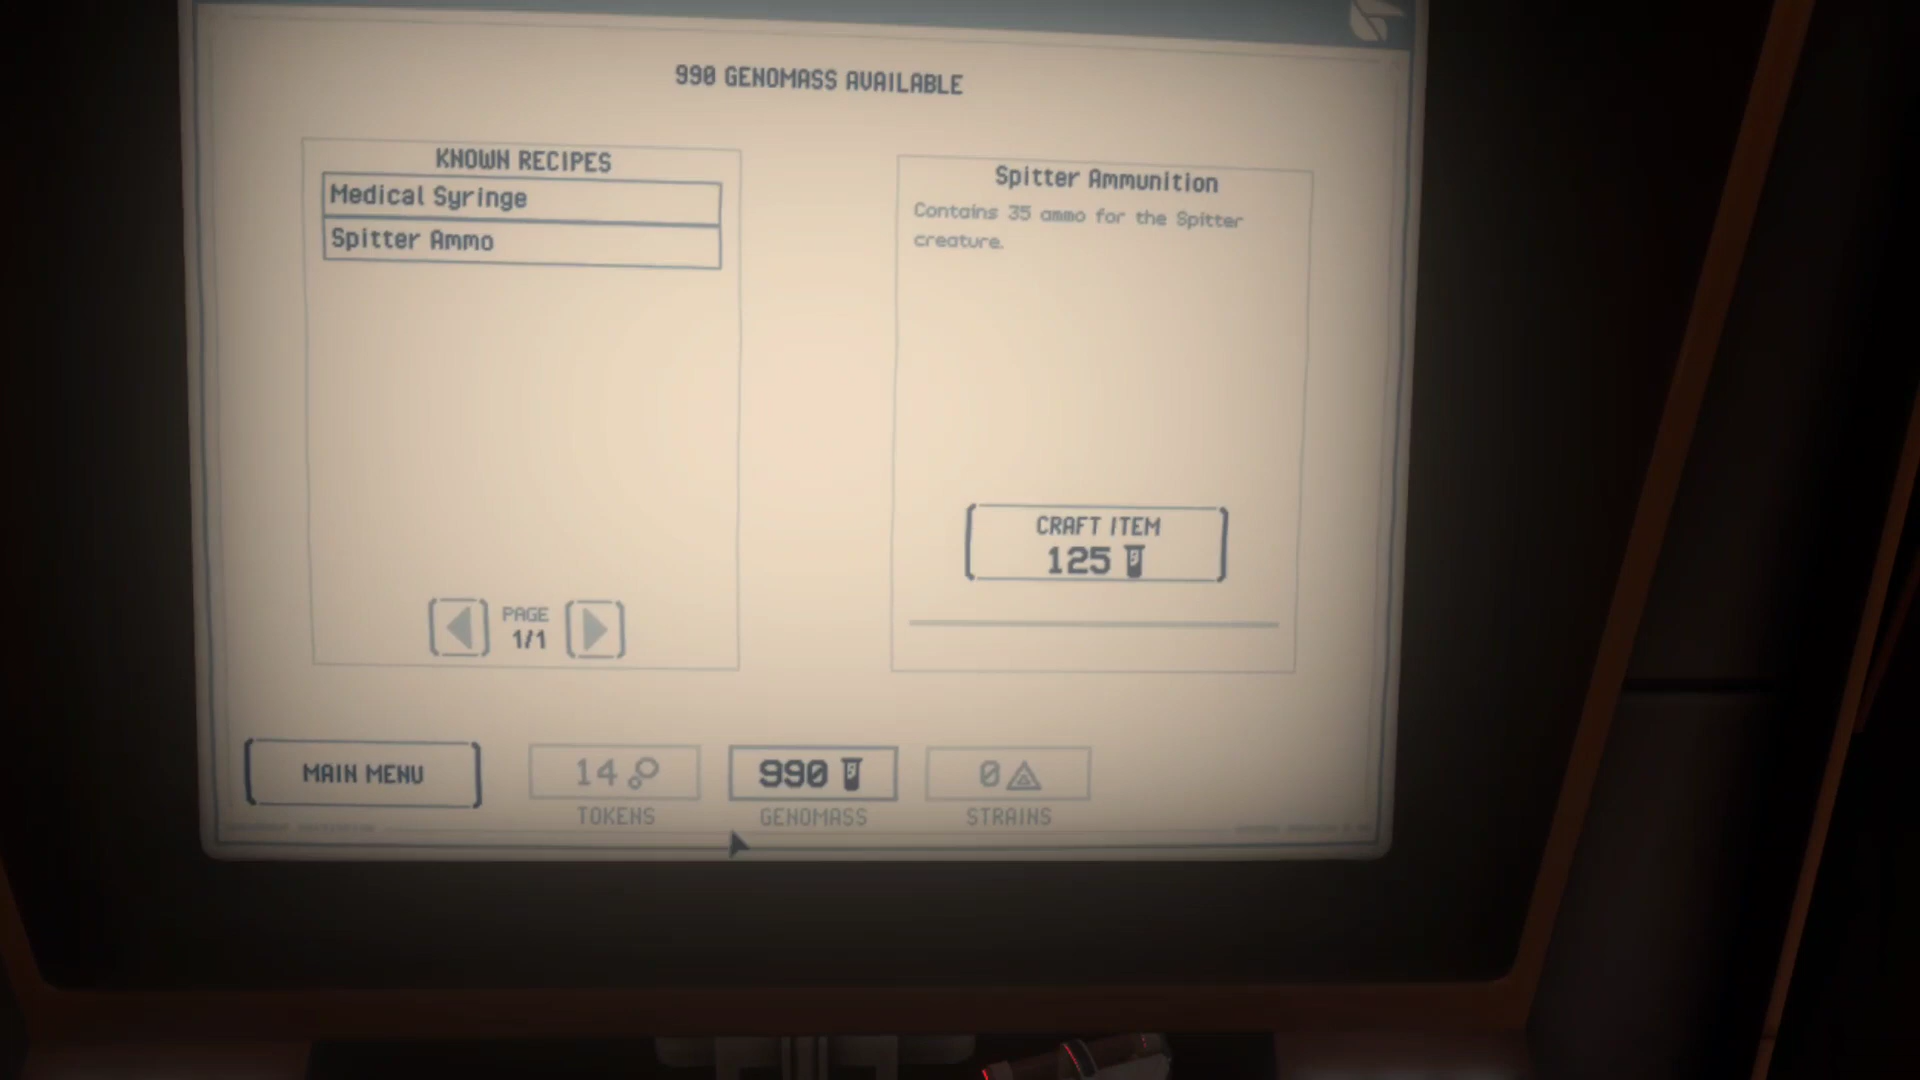 990 GENOMASS AVAILABLE
KNOWN RECIPES
Medical Syringe
Spitter Ammo
PAGE
1/1
Spitter Ammunition
Contains 35 ammo for the Spitter
creature.
CRAFT ITEM
125
MAIN MENU
14
TOKENS
990
GENOMASS
0
STRAINS